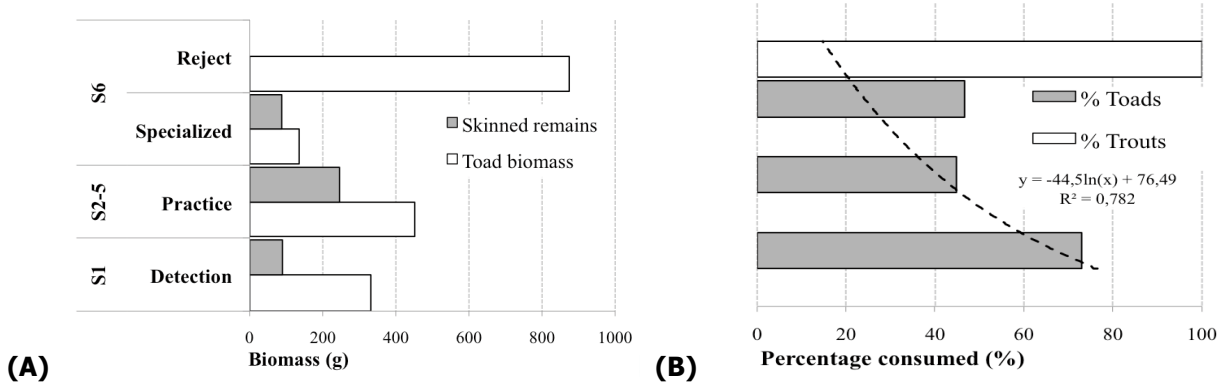 S6
Reject
Specialized
S2-5
Practice
S1
Detection
Skinned remains
Toad biomass
0 200 400 600 800 1000
(A) Biomass (g)
% Toads
% Trouts
y = -44,5ln(x) + 76,49
R² = 0,782
0 20 40 60 80 100
(B) Percentage consumed (%)